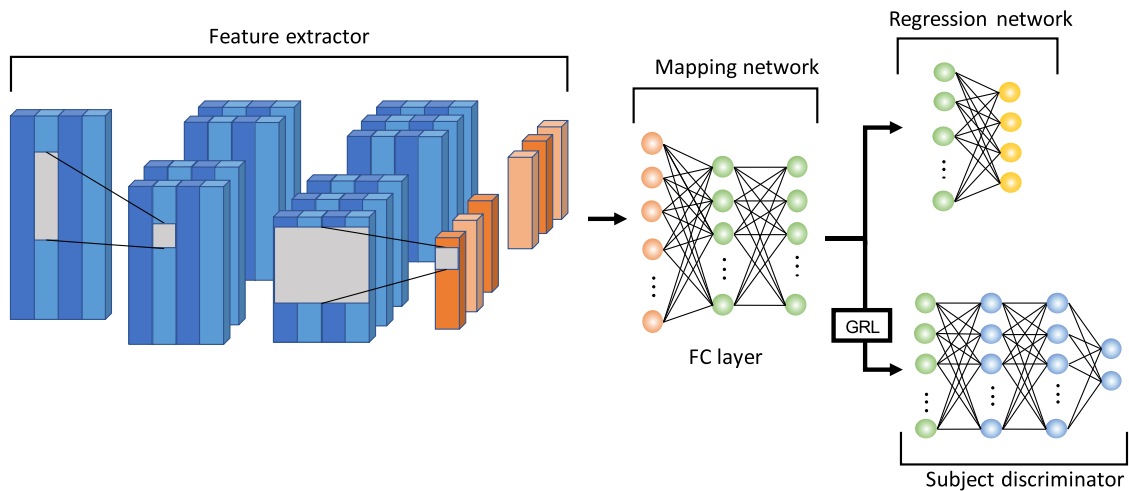 Feature extractor
Mapping network
Regression network
FC layer
GRL
Subject discriminator